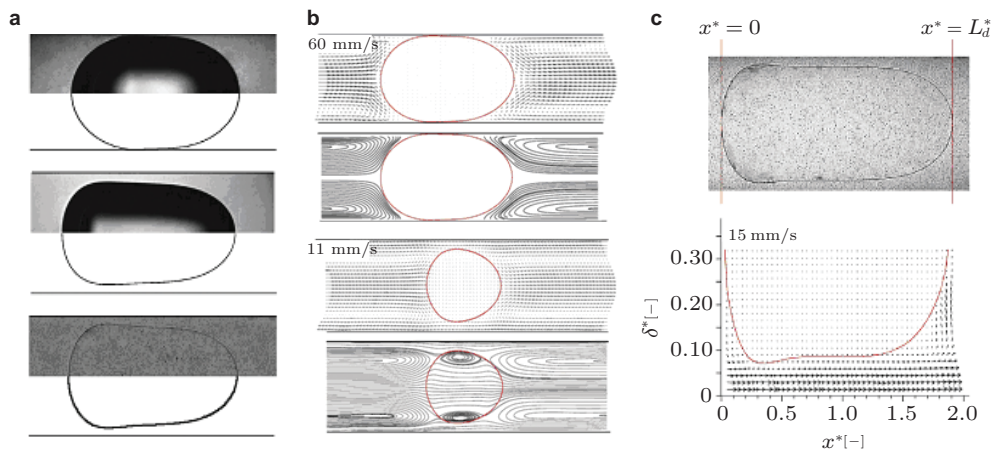 a
b
c
60 mm/s
11 mm/s
x* = 0
x* = L*d
15 mm/s
0.30
0.20
0.10
0
δ*[−]
0
0.5
1.0
1.5
2.0
x*[−]